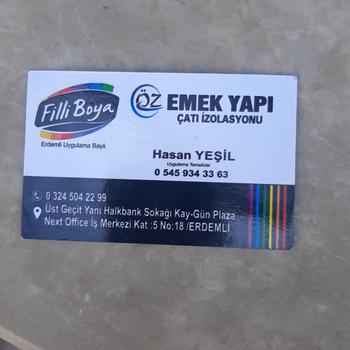 Filli Boya
Erdemli Uygulama Bayii
ÖZ EMEK YAPI
ÇATI İZOLASYONU
Hasan YEŞİL
Uygulama Temsilcisi
0 545 934 33 63
0 324 504 22 99
Üst Geçit Yanı Halkbank Sokağı Kay-Gün Plaza
Next Office İş Merkezi Kat :5 No:18 /ERDEMLİ